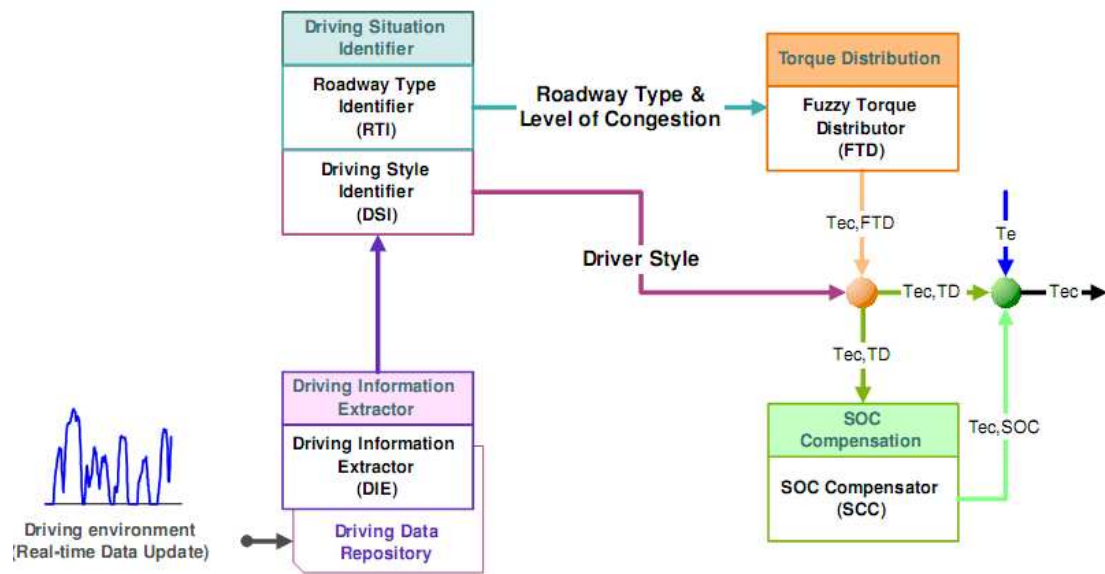 Driving Situation
Identifier
Roadway Type
Identifier
(RTI)
Driving Style
Identifier
(DSI)
Roadway Type &
Level of Congestion
Torque Distribution
Fuzzy Torque
Distributor
(FTD)
Tec,FTD
Te
Driver Style
Tec,TD
Tec
Tec,TD
Driving Information
Extractor
Driving Information
Extractor
(DIE)
Driving Data
Repository
SOC
Compensation
SOC Compensator
(SCC)
Tec,SOC
Driving environment
(Real-time Data Update)